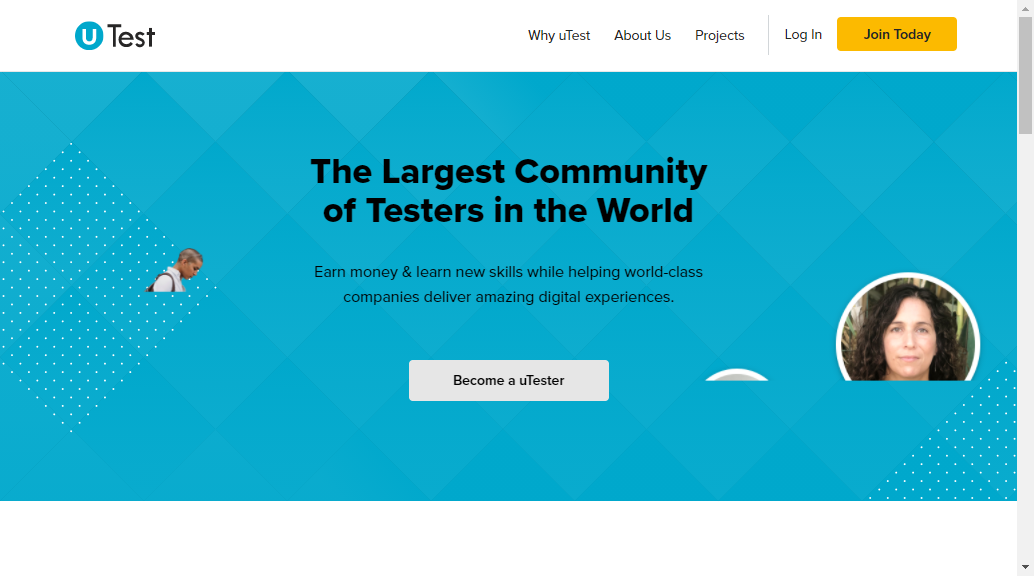 uTest
Why uTest
About Us
Projects
Log In
Join Today
The Largest Community
of Testers in the World
Earn money & learn new skills while helping world-class
companies deliver amazing digital experiences.
Become a uTester